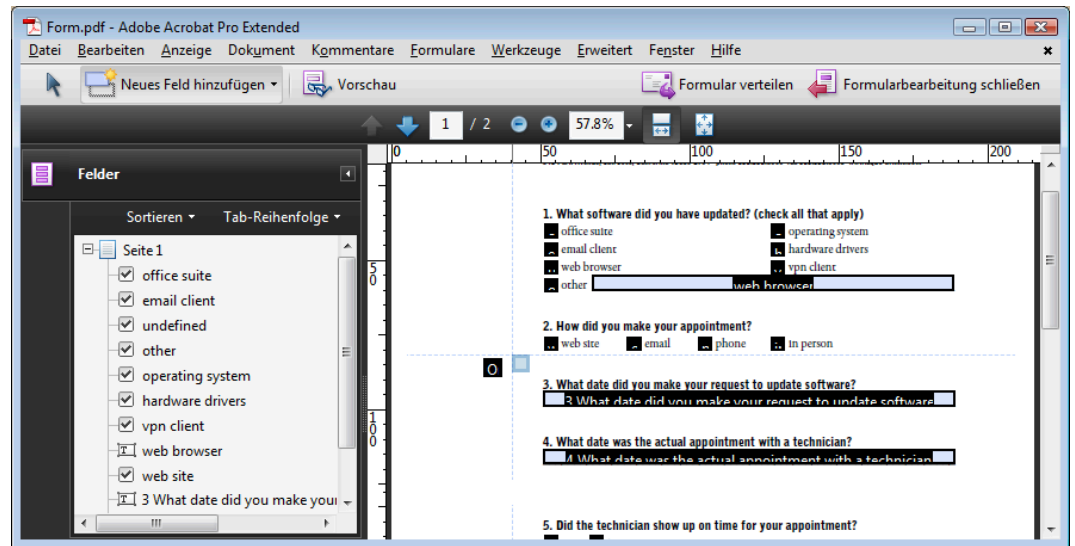 Form.pdf - Adobe Acrobat Pro Extended
Datei Bearbeiten Anzeige Dokument Kommentare Formulare Werkzeuge Erweitert Fenster Hilfe
Neues Feld hinzufügen Vorschau Formular verteilen Formularbearbeitung schließen
1 / 2 57.8%
0 50 100 150 200
Felder
Sortieren Tab-Reihenfolge
Seite 1
office suite
email client
undefined
other
operating system
hardware drivers
vpn client
web browser
web site
3 What date did you make your
50
100
1. What software did you have updated? (check all that apply)
office suite operating system
email client hardware drivers
web browser vpn client
other web browser
2. How did you make your appointment?
web site email phone in person
O
3. What date did you make your request to update software?
3 What date did you make your request to update software
4. What date was the actual appointment with a technician?
4 What date was the actual appointment with a technician
5. Did the technician show up on time for your appointment?